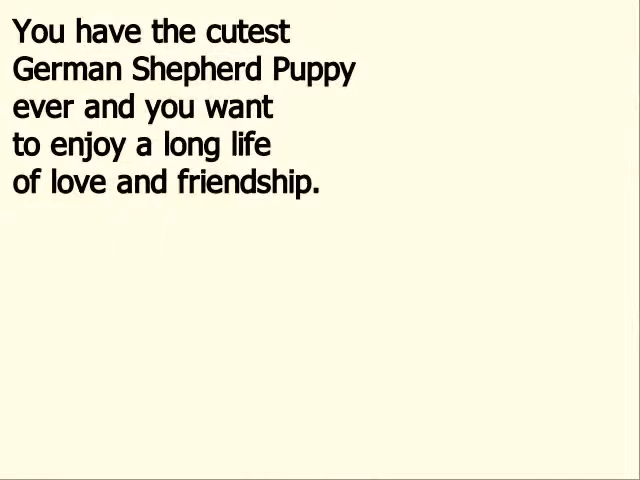 You have the cutest
German Shepherd Puppy
ever and you want
to enjoy a long life
of love and friendship.